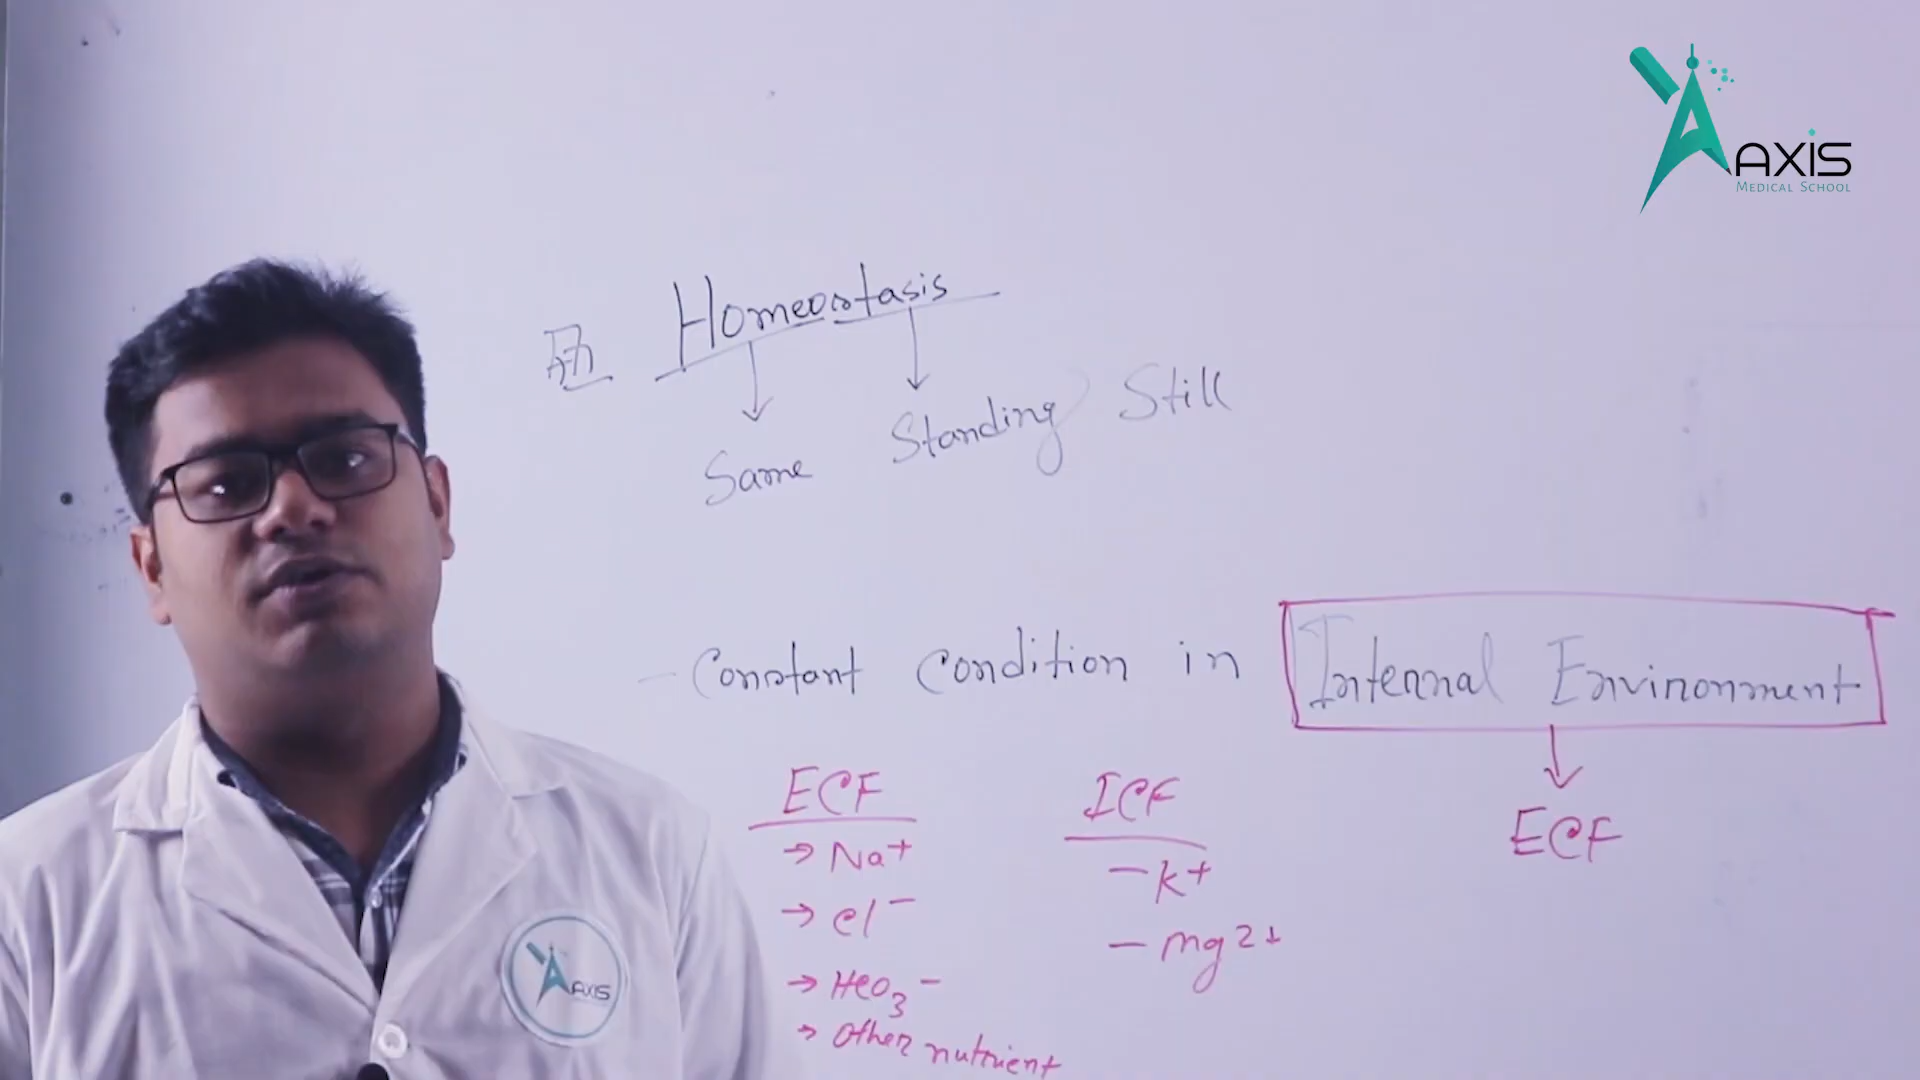 AXIS
MEDICAL SCHOOL
Homeostasis
Same Standing Still
- Constant condition in Internal Environment
ECF
→ Na+
→ Cl-
→ HCO3-
→ Other nutrient
ICF
- K+
- Mg2+
ECF
AXIS